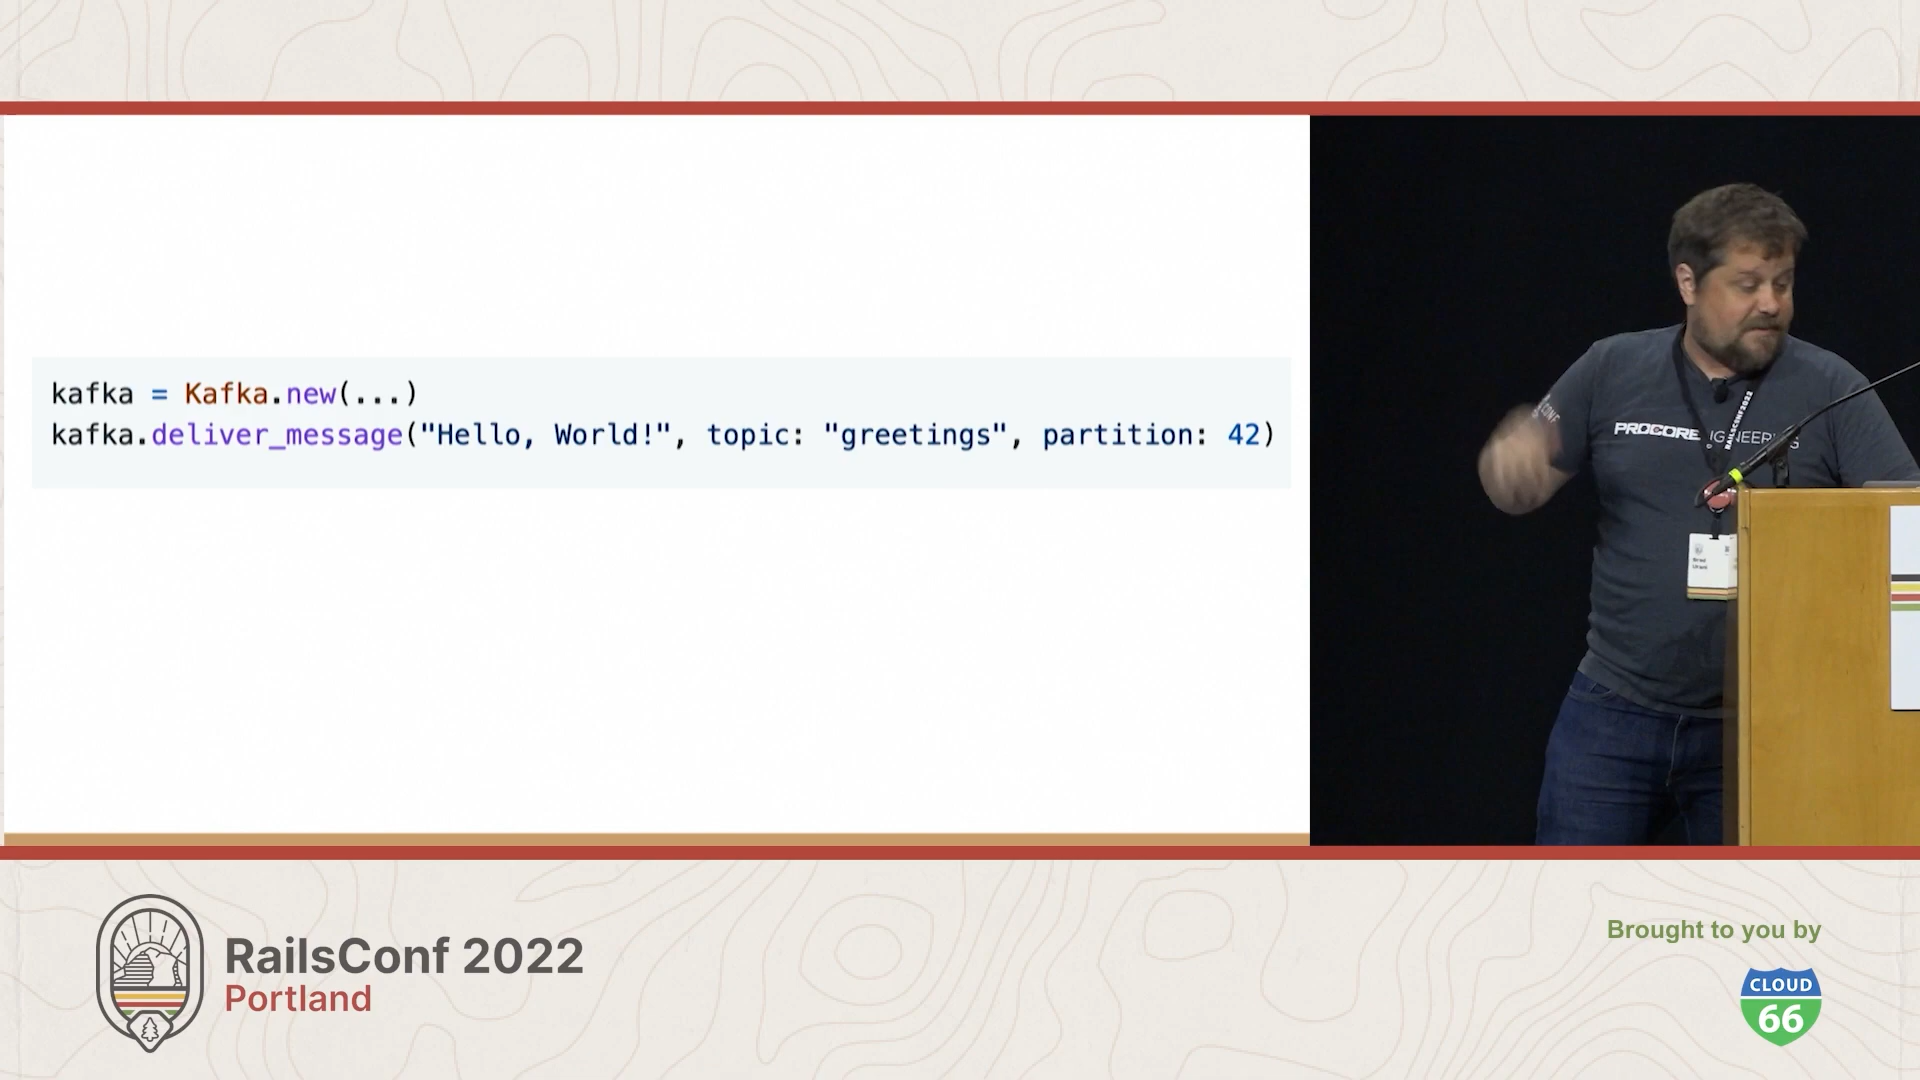 kafka = Kafka.new(...)
kafka.deliver_message("Hello, World!", topic: "greetings", partition: 42)
PROCORE
RAILSCONF2022
RailsConf 2022
Portland
Brought to you by
CLOUD
66